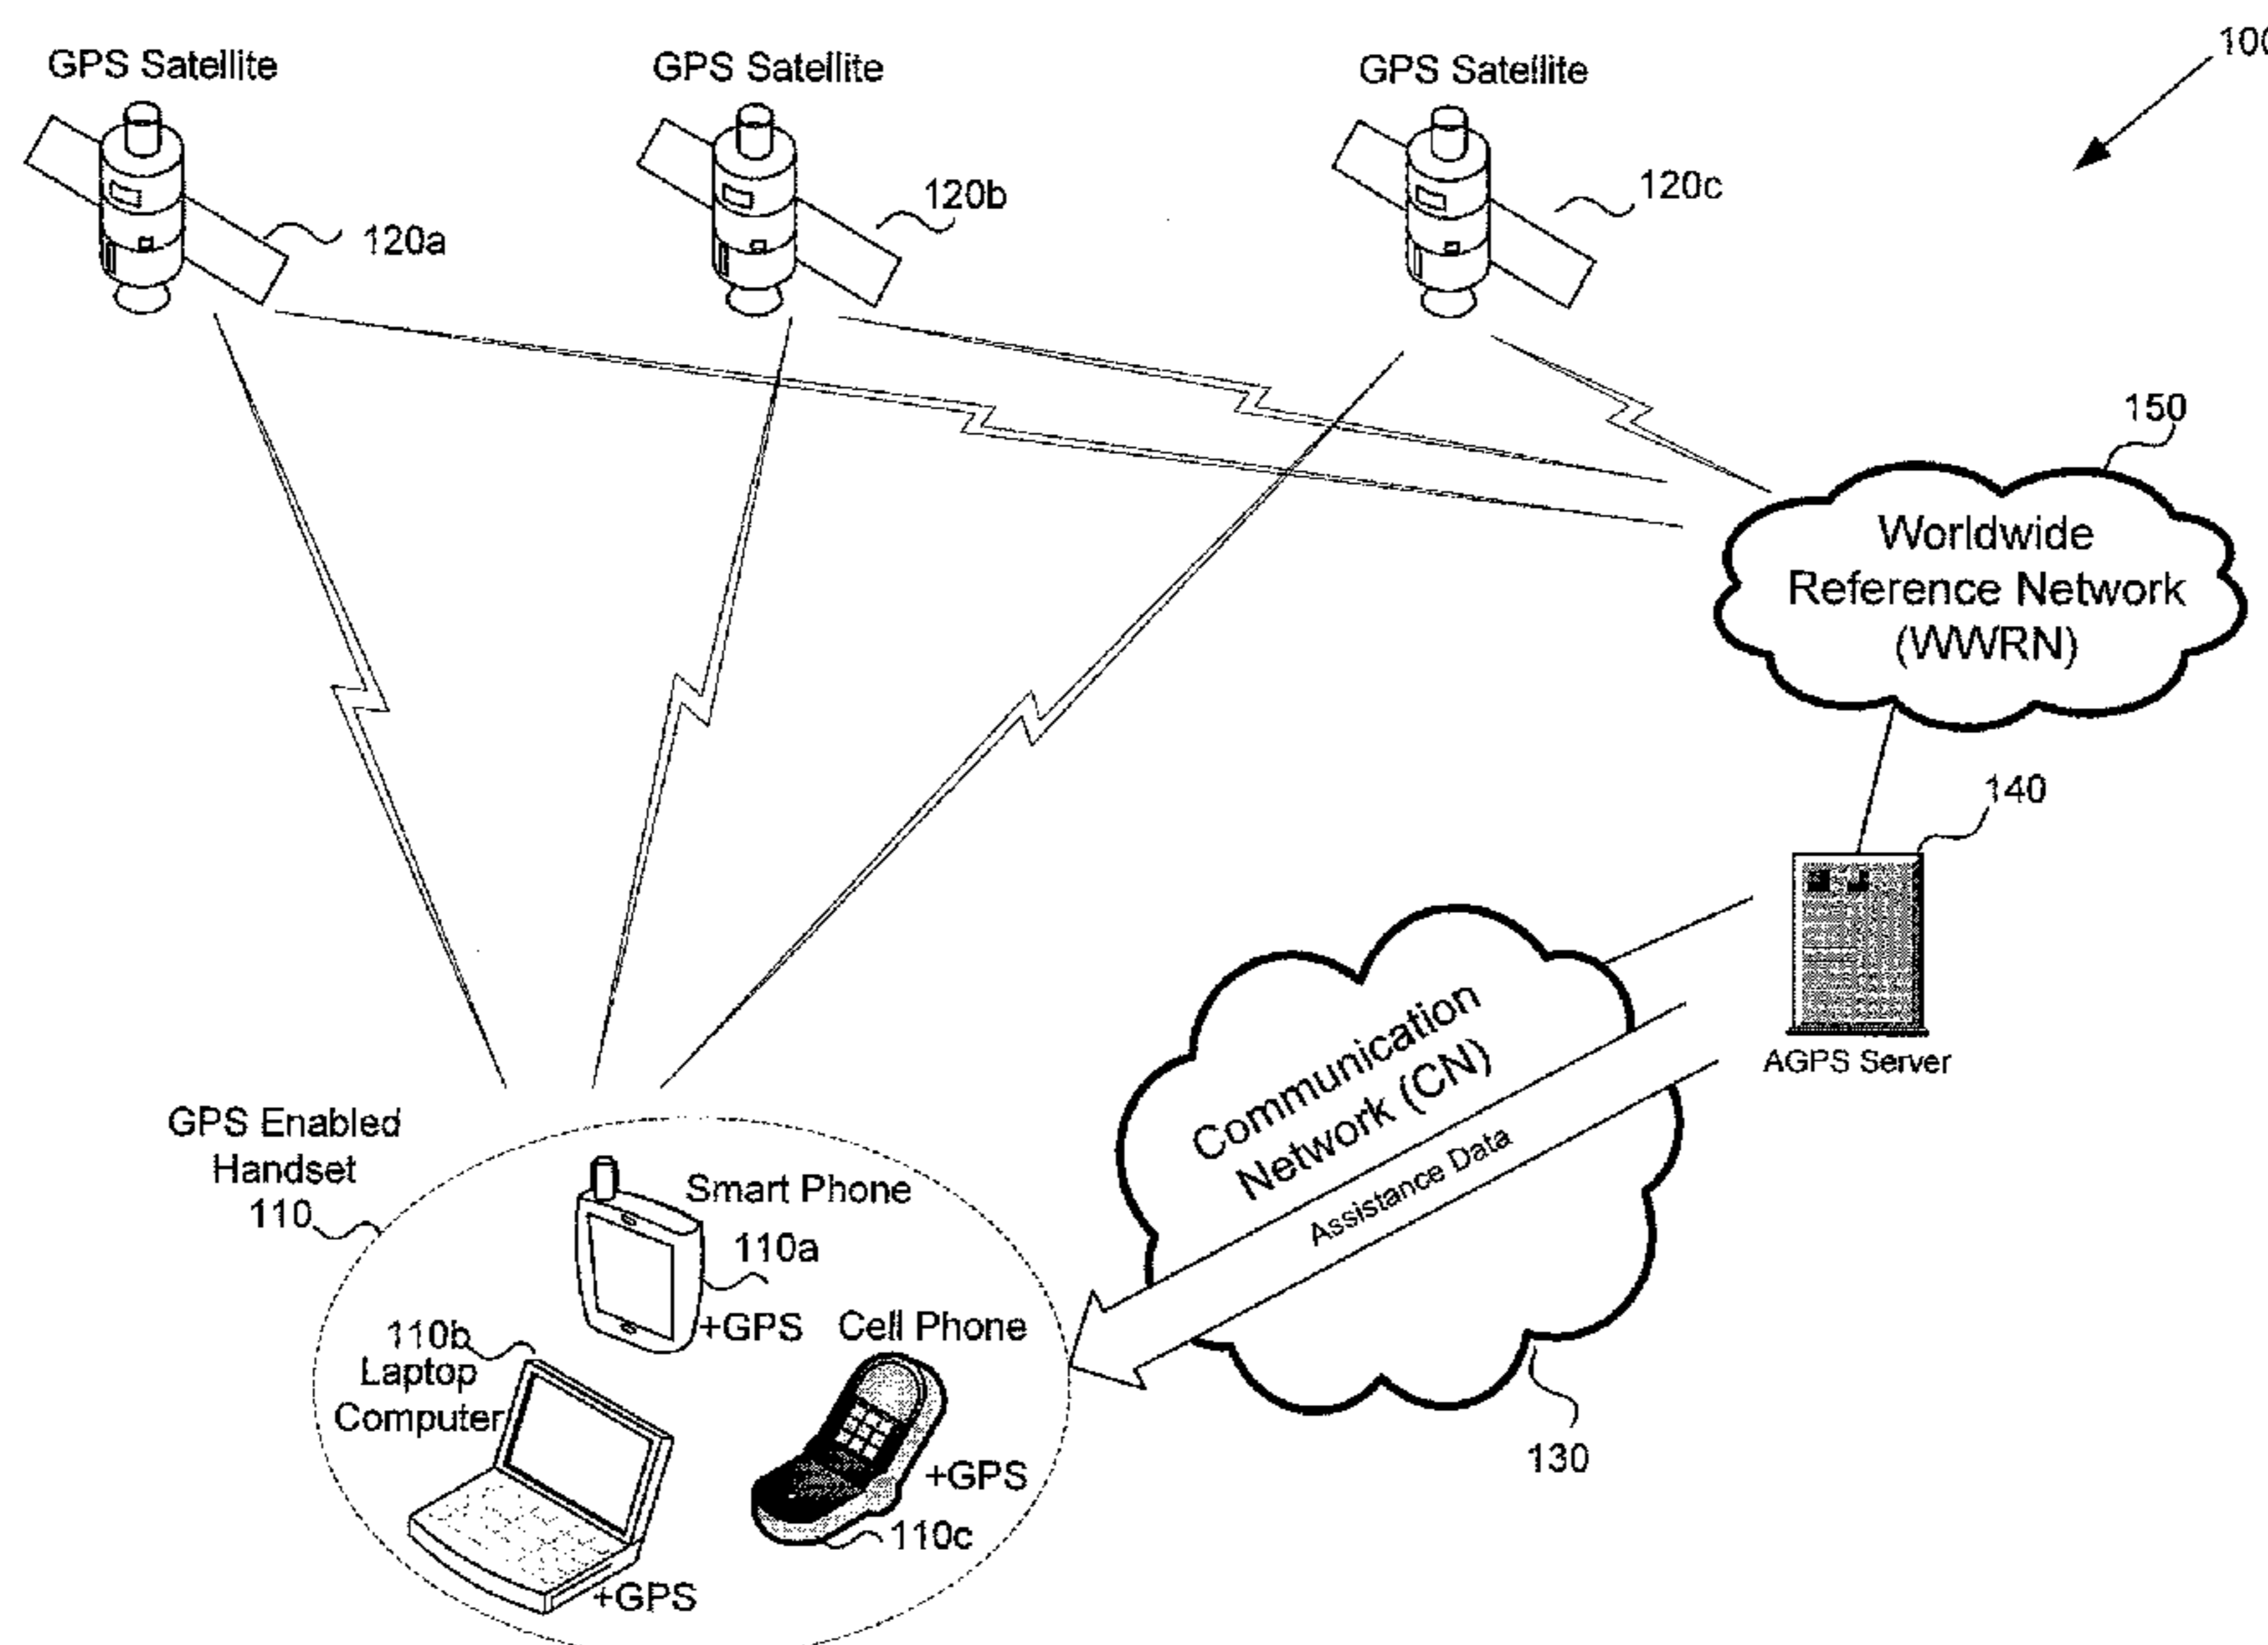 100
GPS Satellite
GPS Satellite
GPS Satellite
120a
120b
120c
150
Worldwide
Reference Network
(WWRN)
140
AGPS Server
Communication
Network (CN)
Assistance Data
130
GPS Enabled
Handset
110
Smart Phone
110a
+GPS
110b
Laptop
Computer
+GPS
Cell Phone
+GPS
110c